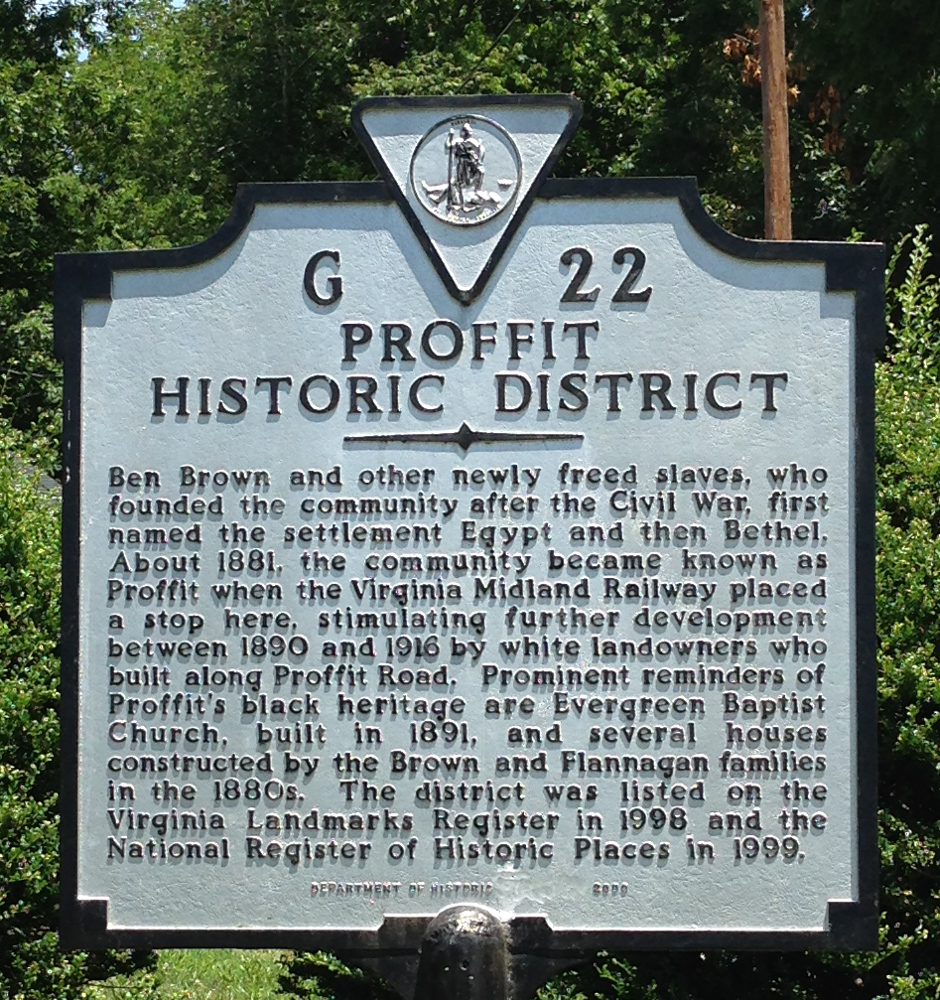 G 22
PROFFIT
HISTORIC DISTRICT
Ben Brown and other newly freed slaves, who
founded the community after the Civil War, first
named the settlement Egypt and then Bethel.
About 1881, the community became known as
Proffit when the Virginia Midland Railway placed
a stop here, stimulating further development
between 1890 and 1916 by white landowners who
built along Proffit Road. Prominent reminders of
Proffit's black heritage are Evergreen Baptist
Church, built in 1891, and several houses
constructed by the Brown and Flannagan families
in the 1880s. The district was listed on the
Virginia Landmarks Register in 1998 and the
National Register of Historic Places in 1999.
DEPARTMENT OF HISTORIC 2000